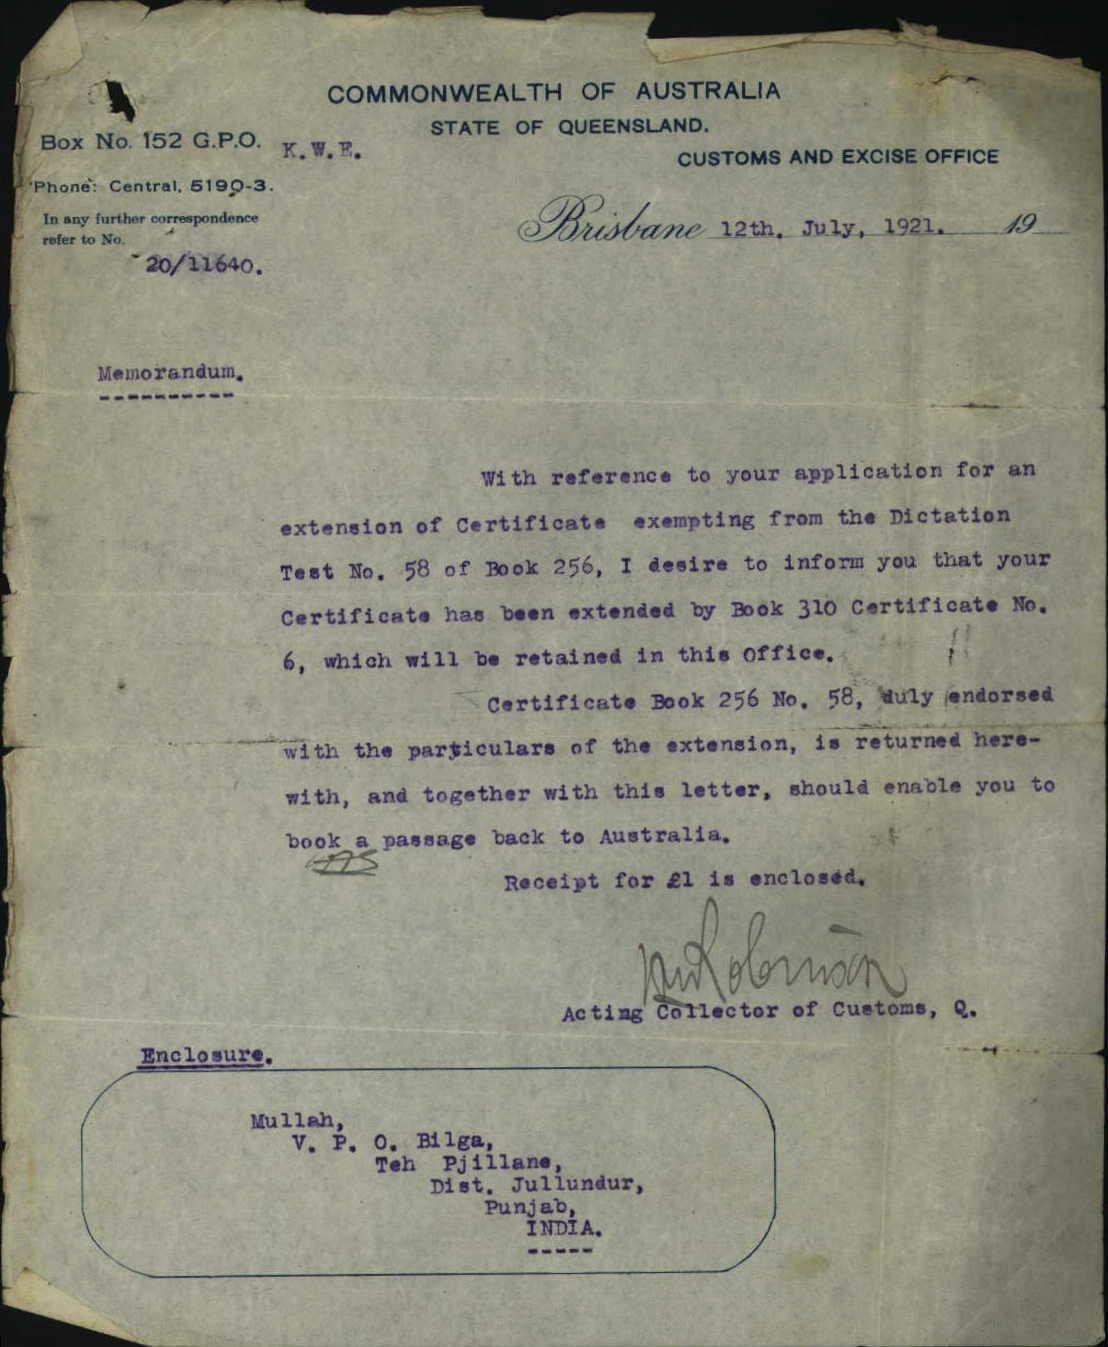 COMMONWEALTH OF AUSTRALIA
STATE OF QUEENSLAND.
Box No. 152 G.P.O.
K.W.E.
CUSTOMS AND EXCISE OFFICE
'Phone: Central, 5190-3.
In any further correspondence
refer to No.
20/11640.
Brisbane 12th. July, 1921. 19
Memorandum.
----------
With reference to your application for an
extension of Certificate exempting from the Dictation
Test No. 58 of Book 256, I desire to inform you that your
Certificate has been extended by Book 310 Certificate No.
6, which will be retained in this Office.
Certificate Book 256 No. 58, duly endorsed
with the particulars of the extension, is returned here-
with, and together with this letter, should enable you to
book a passage back to Australia.
Receipt for £1 is enclosed.
Robinson
Acting Collector of Customs, Q.
Enclosure.
Mullah,
V. P. O. Bilga,
Teh Pjillane,
Dist. Jullundur,
Punjab,
INDIA.
-----